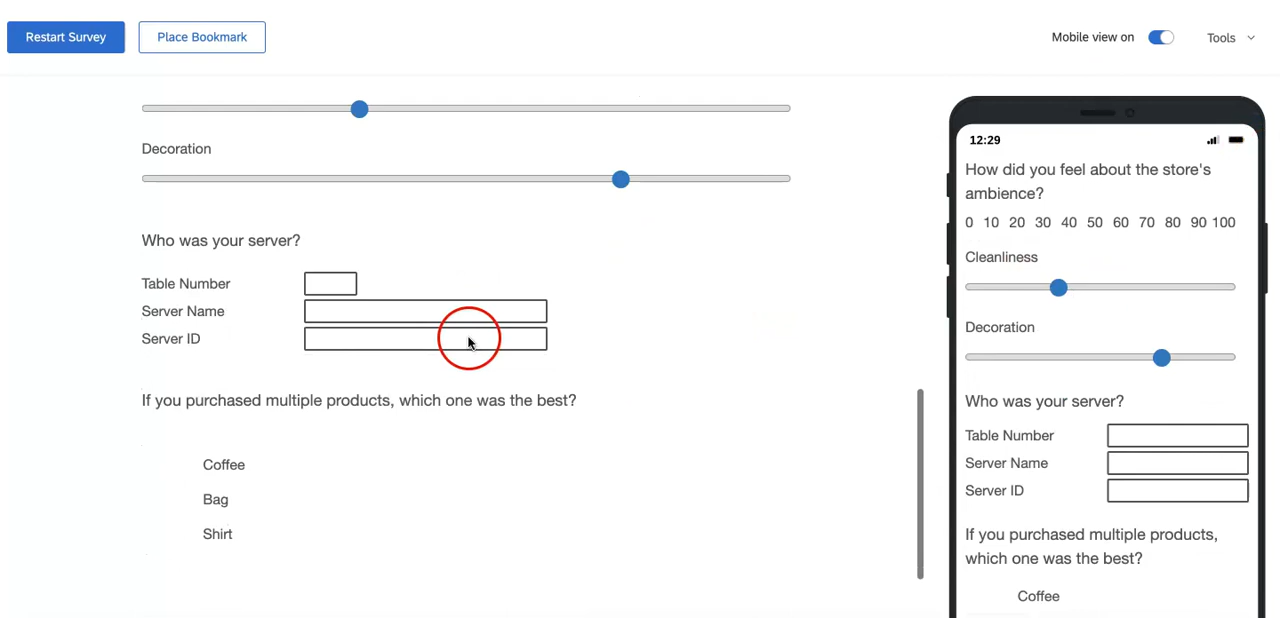 Restart Survey
Place Bookmark
Mobile view on
Tools
Decoration
Who was your server?
Table Number
Server Name
Server ID
If you purchased multiple products, which one was the best?
Coffee
Bag
Shirt
12:29
How did you feel about the store's
ambience?
0 10 20 30 40 50 60 70 80 90 100
Cleanliness
Decoration
Who was your server?
Table Number
Server Name
Server ID
If you purchased multiple products,
which one was the best?
Coffee